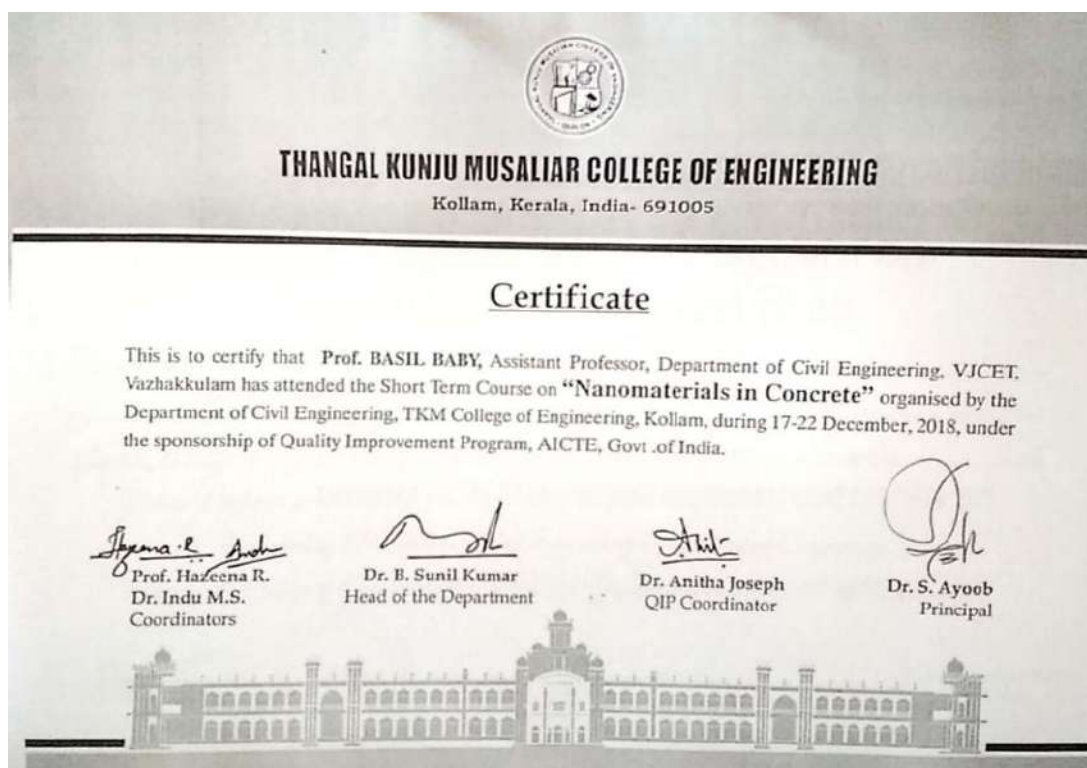 THANGAL KUNJU MUSALIAR COLLEGE OF ENGINEERING
Kollam, Kerala, India- 691005
Certificate
This is to certify that Prof. BASIL BABY, Assistant Professor, Department of Civil Engineering, VJCET,
Vazhakkulam has attended the Short Term Course on “Nanomaterials in Concrete” organised by the
Department of Civil Engineering, TKM College of Engineering, Kollam, during 17-22 December, 2018, under
the sponsorship of Quality Improvement Program, AICTE, Govt .of India.
Prof. Hazeena R.
Dr. Indu M.S.
Coordinators
Dr. B. Sunil Kumar
Head of the Department
Dr. Anitha Joseph
QIP Coordinator
Dr. S. Ayoob
Principal